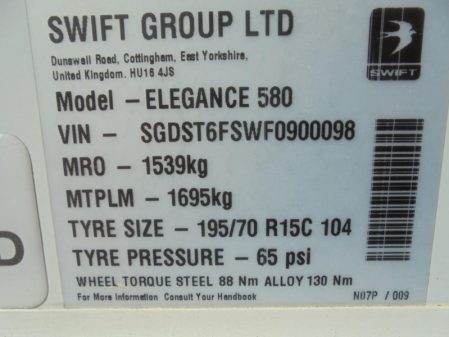 SWIFT GROUP LTD
Dunswell Road, Cottingham, East Yorkshire,
United Kingdom. HU16 4JS
SWIFT
Model - ELEGANCE 580
VIN - SGDST6FSWF0900098
MRO - 1539kg
MTPLM - 1695kg
TYRE SIZE - 195/70 R15C 104
TYRE PRESSURE - 65 psi
WHEEL TORQUE STEEL 88 Nm ALLOY 130 Nm
For More Information Consult Your Handbook
N07P / 009
D